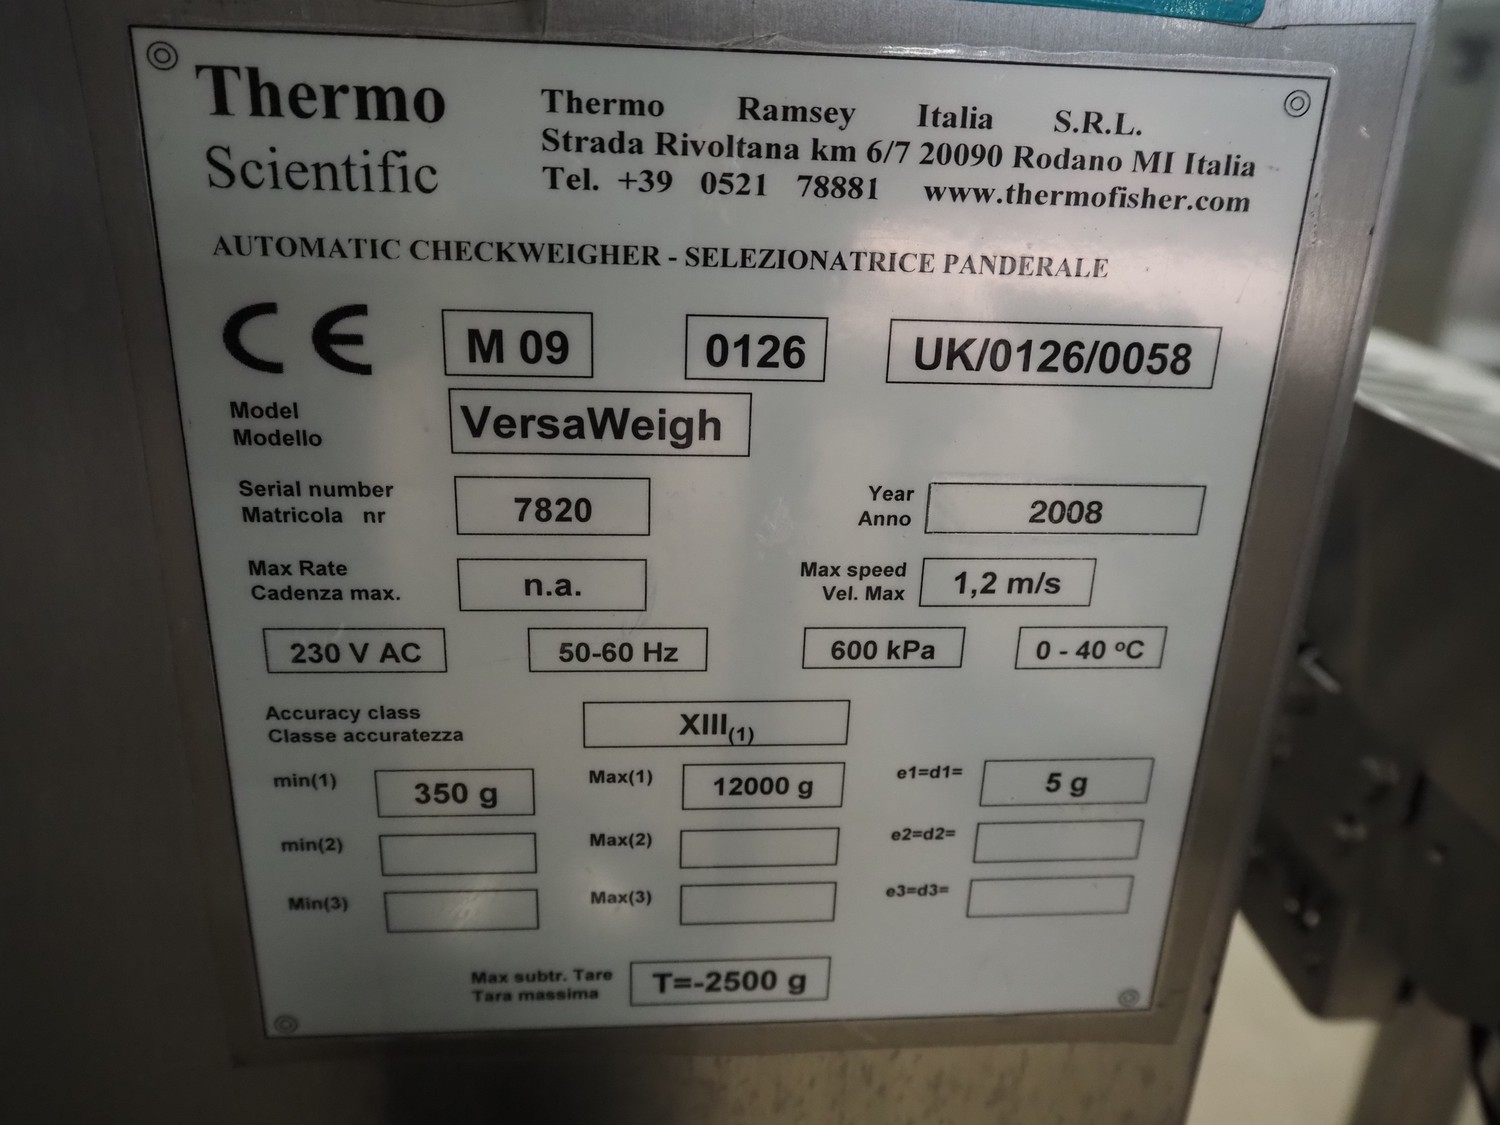 Thermo
Scientific
Thermo Ramsey Italia S.R.L.
Strada Rivoltana km 6/7 20090 Rodano MI Italia
Tel. +39 0521 78881 www.thermofisher.com
AUTOMATIC CHECKWEIGHER - SELEZIONATRICE PANDERALE
CE M 09 0126 UK/0126/0058
Model
Modello
VersaWeigh
Serial number
Matricola nr
7820
Year
Anno
2008
Max Rate
Cadenza max.
n.a.
Max speed
Vel. Max
1,2 m/s
230 V AC 50-60 Hz 600 kPa 0 - 40 ºC
Accuracy class
Classe accuratezza
XIII(1)
min(1) 350 g Max(1) 12000 g e1=d1= 5 g
min(2) Max(2) e2=d2=
Min(3) Max(3) e3=d3=
Max subtr. Tare
Tara massima
T=-2500 g